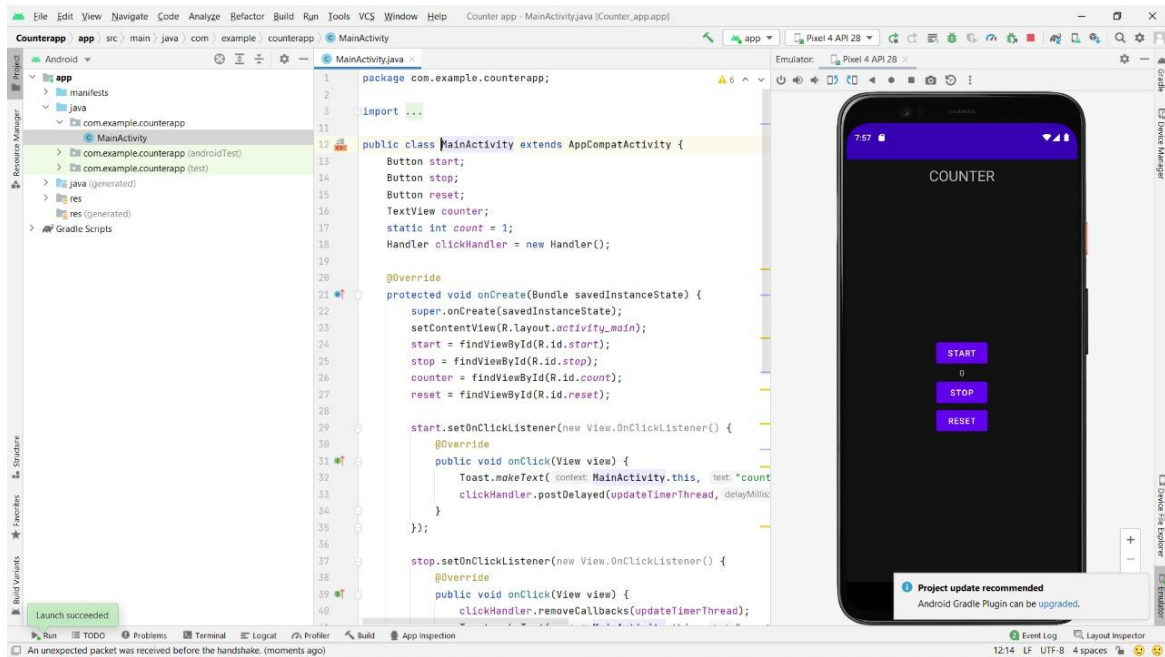 File Edit View Navigate Code Analyze Refactor Build Run Tools VCS Window Help Counter app - MainActivity.java [Counter_app.app]
Counterapp app src main java com example counterapp MainActivity app Pixel 4 API 28
Android
MainActivity.java
Emulator: Pixel 4 API 28
Project
Resource Manager
Structure
Favorites
Build Variants
app
manifests
java
com.example.counterapp
MainActivity
com.example.counterapp (androidTest)
com.example.counterapp (test)
java (generated)
res
res (generated)
Gradle Scripts
6
1 package com.example.counterapp;
2
3 import ...
11
12 public class MainActivity extends AppCompatActivity {
13 Button start;
14 Button stop;
15 Button reset;
16 TextView counter;
17 static int count = 1;
18 Handler clickHandler = new Handler();
19
20 @Override
21 protected void onCreate(Bundle savedInstanceState) {
22 super.onCreate(savedInstanceState);
23 setContentView(R.layout.activity_main);
24 start = findViewById(R.id.start);
25 stop = findViewById(R.id.stop);
26 counter = findViewById(R.id.count);
27 reset = findViewById(R.id.reset);
28
29 start.setOnClickListener(new View.OnClickListener() {
30 @Override
31 public void onClick(View view) {
32 Toast.makeText( context: MainActivity.this, text: "count
33 clickHandler.postDelayed(updateTimerThread, delayMillis:
34 }
35 });
36
37 stop.setOnClickListener(new View.OnClickListener() {
38 @Override
39 public void onClick(View view) {
40 clickHandler.removeCallbacks(updateTimerThread);
7:57
COUNTER
START
0
STOP
RESET
Gradle
Device Manager
Device File Explorer
Emulator
Project update recommended
Android Gradle Plugin can be upgraded.
Launch succeeded
Run TODO Problems Terminal Logcat Profiler Build App Inspection Event Log Layout Inspector
An unexpected packet was received before the handshake. (moments ago) 12:14 LF UTF-8 4 spaces